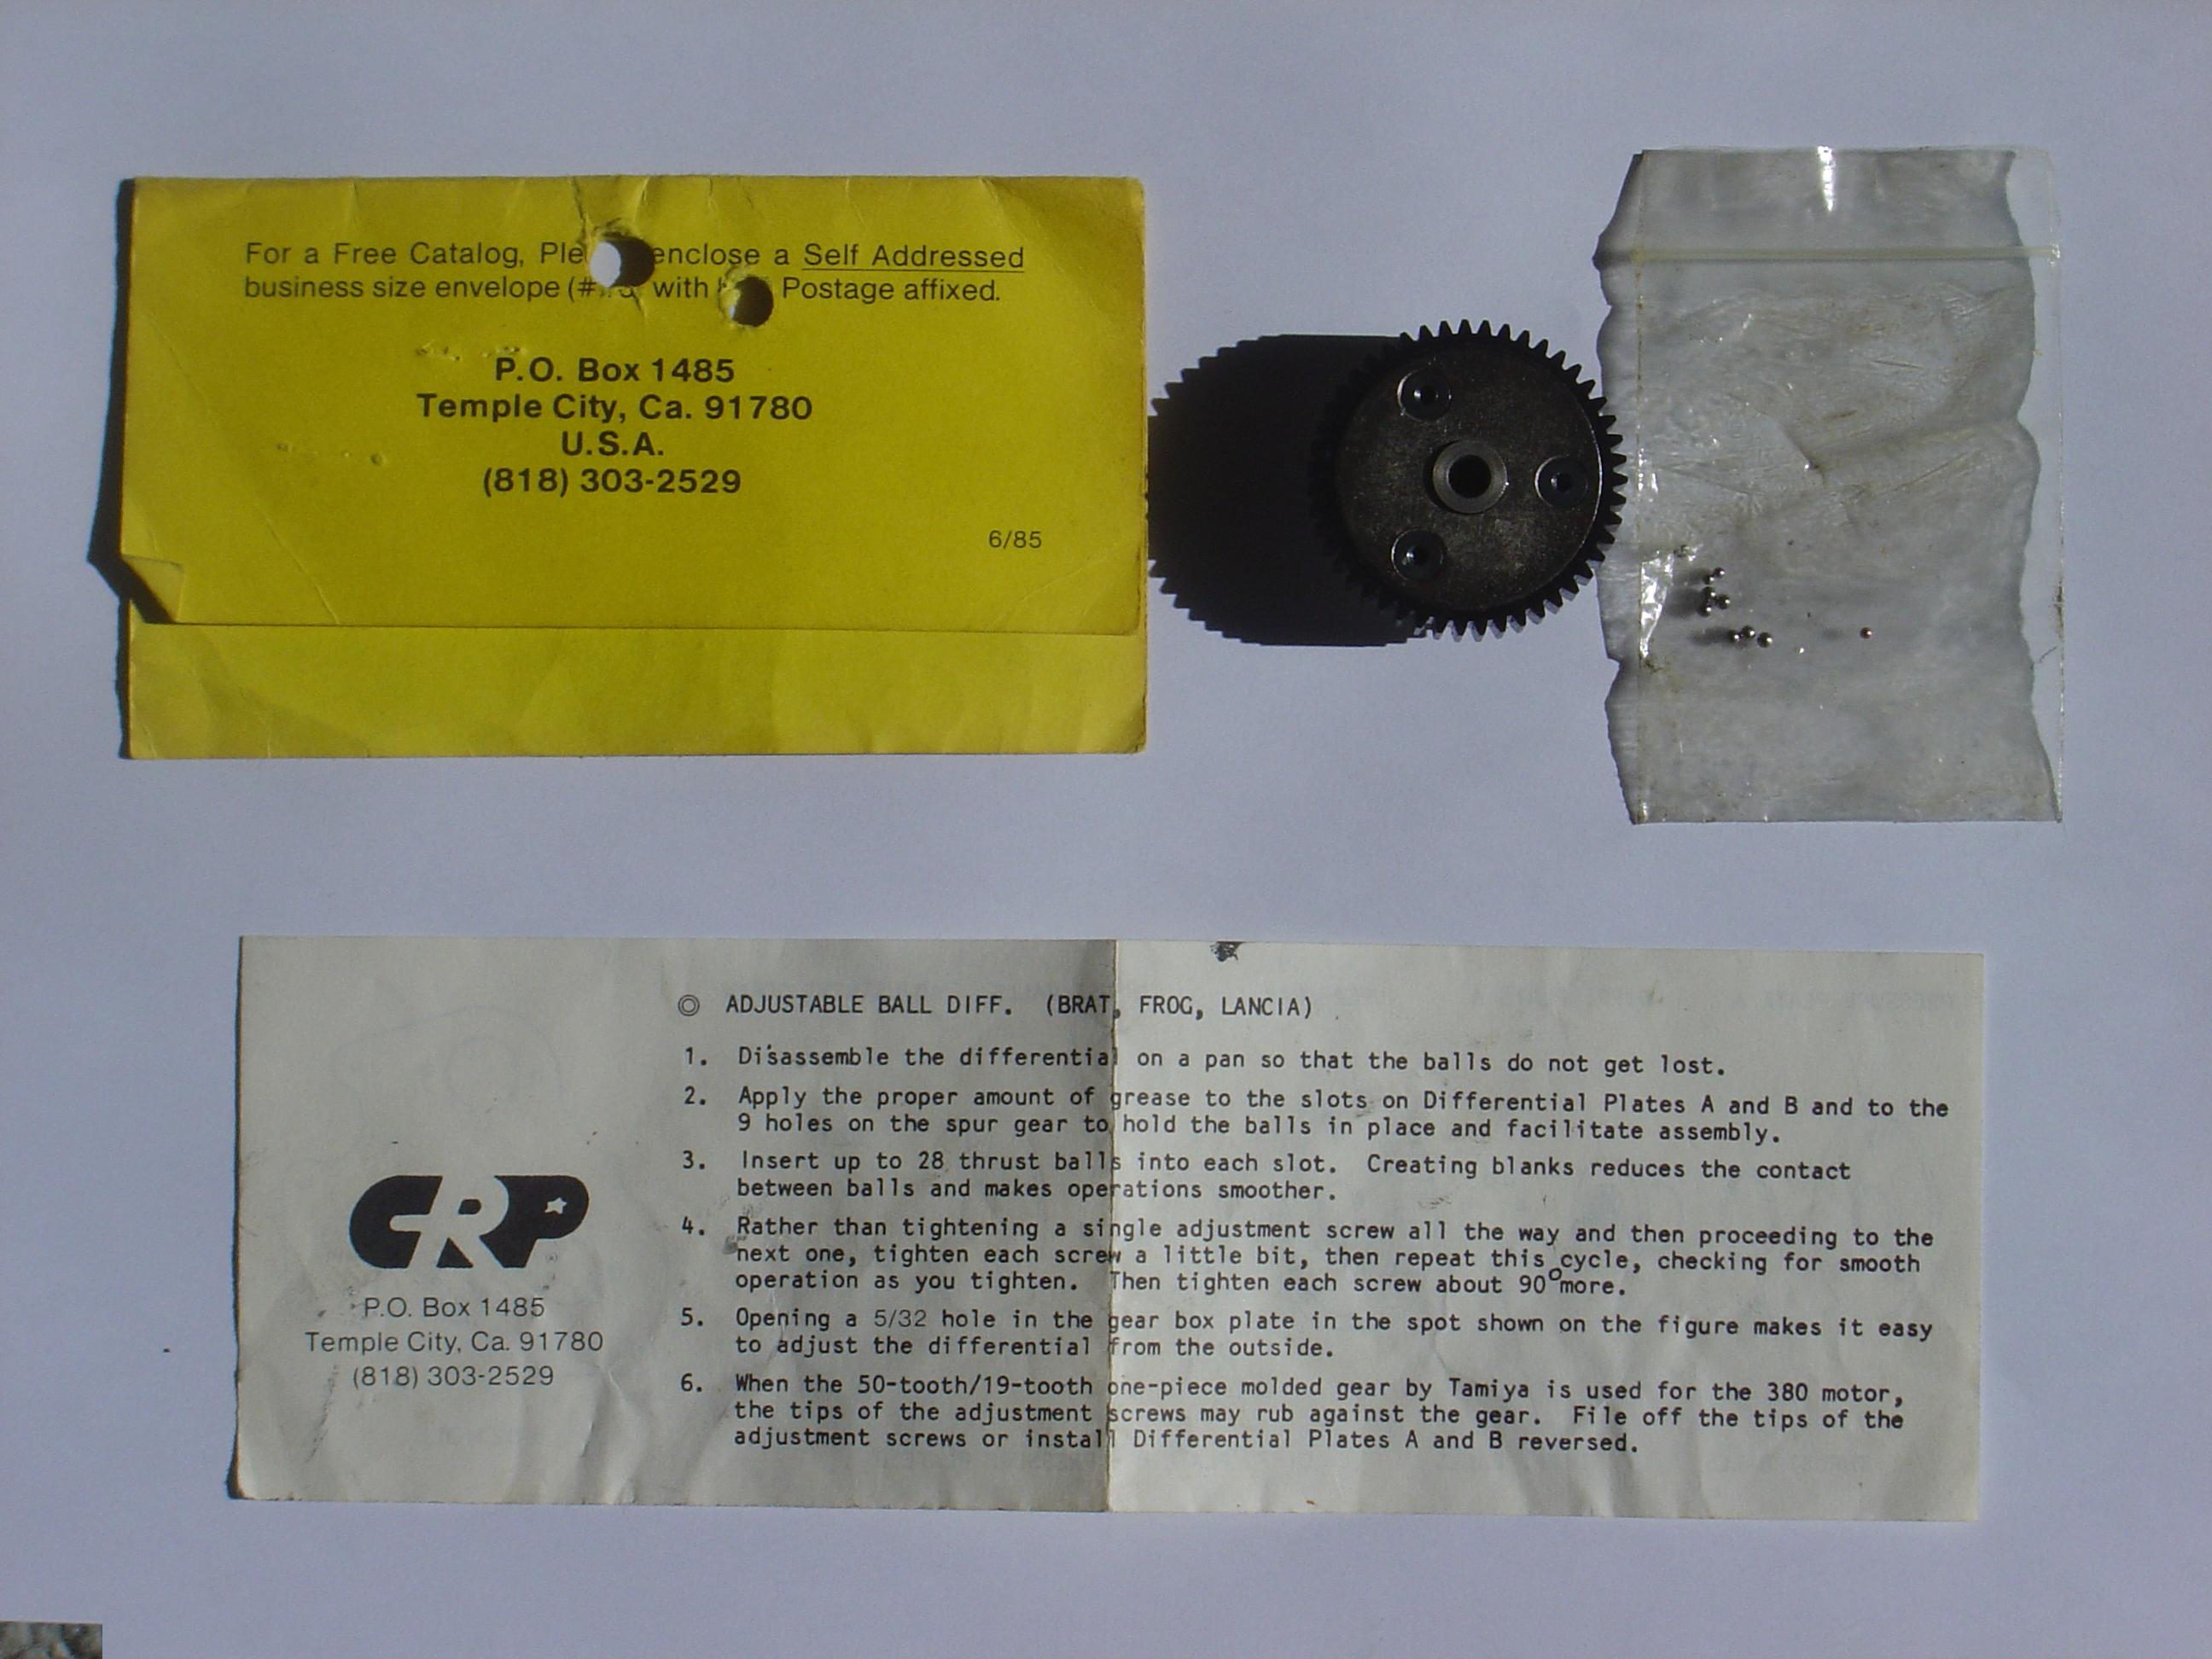 For a Free Catalog, enclose a Self Addressed
business size envelope with Postage affixed.
P.O. Box 1485
Temple City, Ca. 91780
U.S.A.
(818) 303-2529
6/85
◎ ADJUSTABLE BALL DIFF. (BRAT, FROG, LANCIA)
1. Disassemble the differential on a pan so that the balls do not get lost.
2. Apply the proper amount of grease to the slots on Differential Plates A and B and to the
9 holes on the spur gear to hold the balls in place and facilitate assembly.
3. Insert up to 28 thrust balls into each slot. Creating blanks reduces the contact
between balls and makes operations smoother.
4. Rather than tightening a single adjustment screw all the way and then proceeding to the
next one, tighten each screw a little bit, then repeat this cycle, checking for smooth
operation as you tighten. Then tighten each screw about 90° more.
5. Opening a 5/32 hole in the gear box plate in the spot shown on the figure makes it easy
to adjust the differential from the outside.
6. When the 50-tooth/19-tooth one-piece molded gear by Tamiya is used for the 380 motor,
the tips of the adjustment screws may rub against the gear. File off the tips of the
adjustment screws or install Differential Plates A and B reversed.
CRP
P.O. Box 1485
Temple City, Ca. 91780
(818) 303-2529